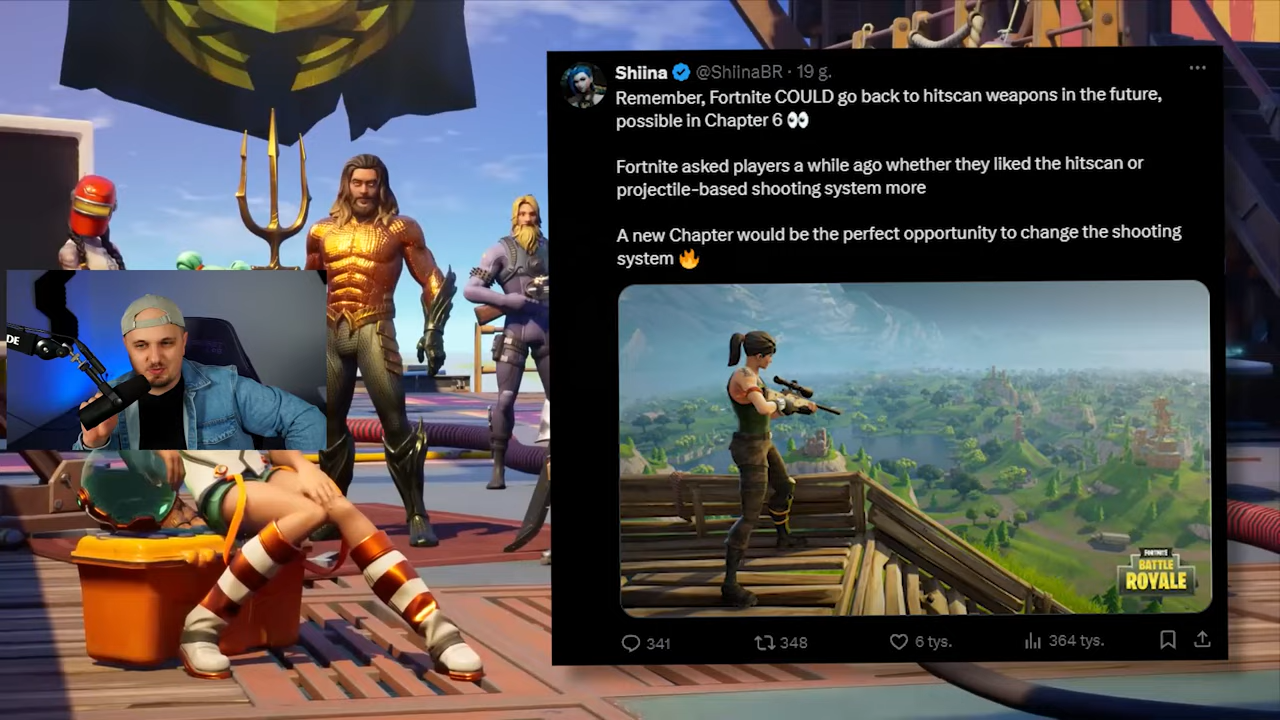 Shiina @ShiinaBR · 19 g.
Remember, Fortnite COULD go back to hitscan weapons in the future,
possible in Chapter 6 👀
Fortnite asked players a while ago whether they liked the hitscan or
projectile-based shooting system more
A new Chapter would be the perfect opportunity to change the shooting
system 🔥
DE
FORTNITE
BATTLE
ROYALE
341 348 6 tys. 364 tys.